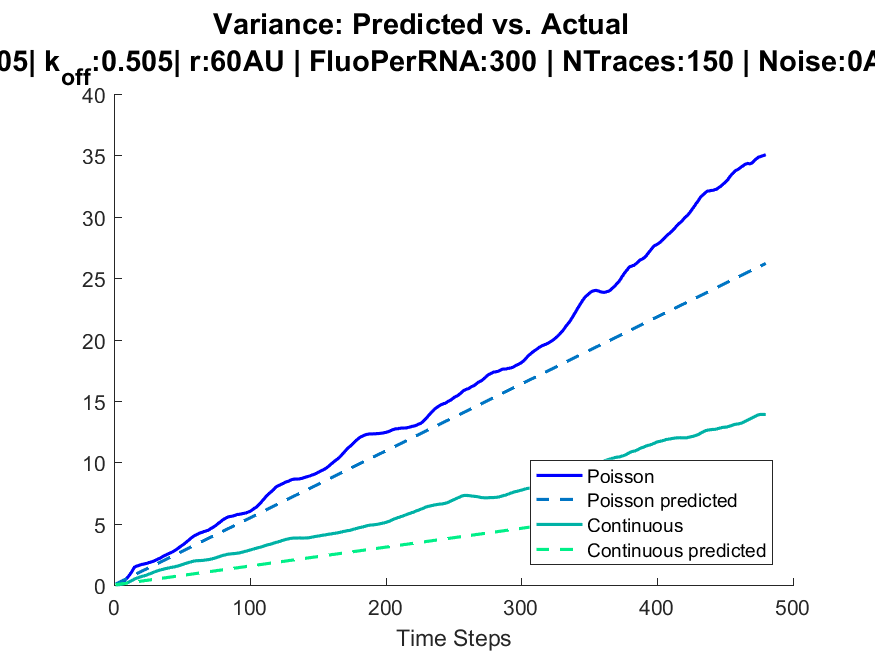 Variance: Predicted vs. Actual
05| koff:0.505| r:60AU | FluoPerRNA:300 | NTraces:150 | Noise:0A
40
35
30
25
20
15
10
5
0
0 100 200 300 400 500
Time Steps
Poisson
Poisson predicted
Continuous
Continuous predicted